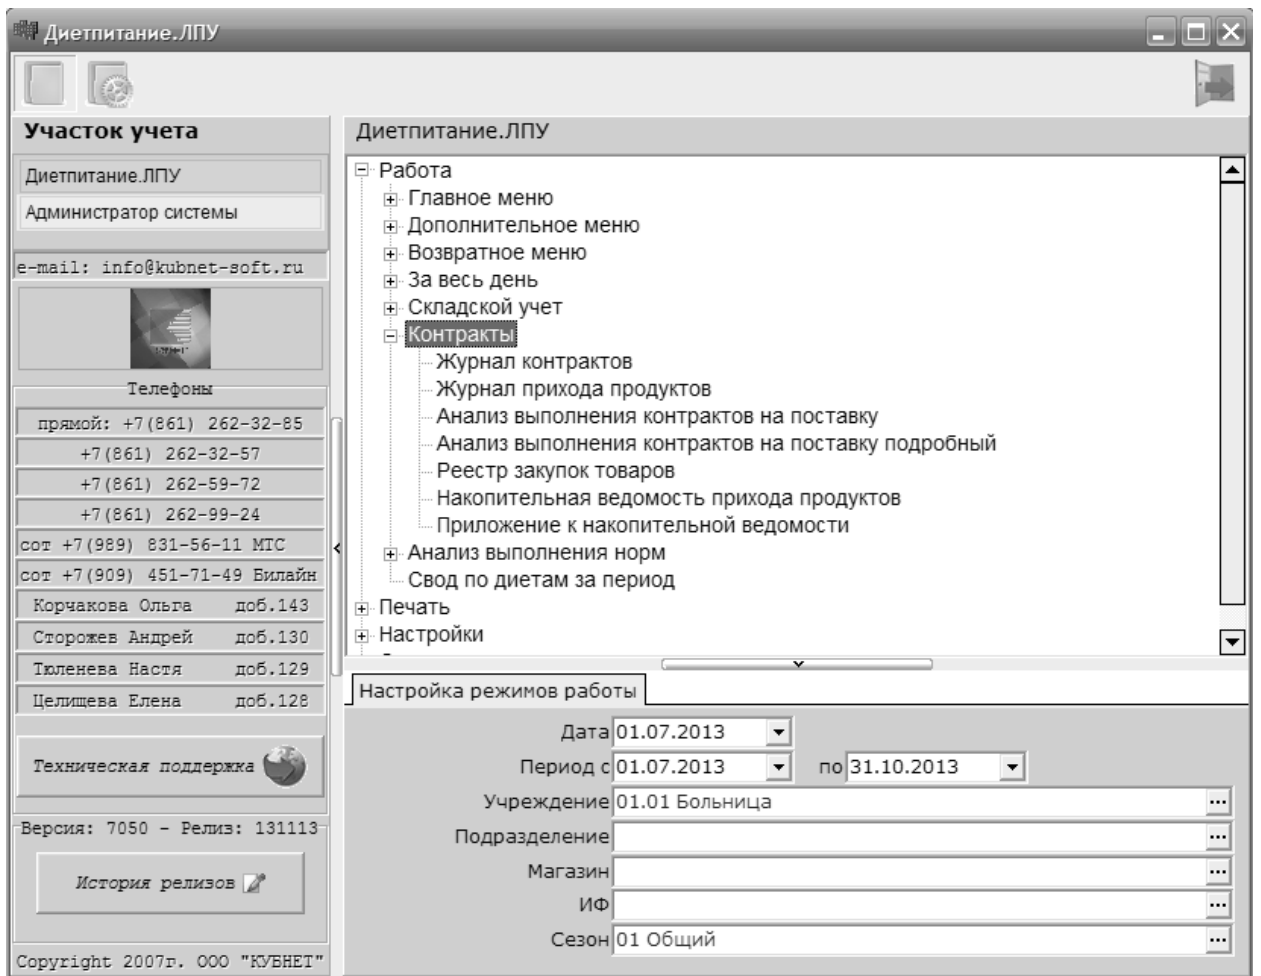 Диетпитание.ЛПУ
Участок учета
Диетпитание.ЛПУ
Администратор системы
e-mail: info@kubnet-soft.ru
Телефоны
прямой: +7(861) 262-32-85
+7(861) 262-32-57
+7(861) 262-59-72
+7(861) 262-99-24
сот +7(989) 831-56-11 МТС
сот +7(909) 451-71-49 Билайн
Корчакова Ольга доб.143
Сторожев Андрей доб.130
Тюленева Настя доб.129
Целищева Елена доб.128
Техническая поддержка
Версия: 7050 - Релиз: 131113
История релизов
Copyright 2007г. ООО "КУБНЕТ"
Диетпитание.ЛПУ
Работа
Главное меню
Дополнительное меню
Возвратное меню
За весь день
Складской учет
Контракты
Журнал контрактов
Журнал прихода продуктов
Анализ выполнения контрактов на поставку
Анализ выполнения контрактов на поставку подробный
Реестр закупок товаров
Накопительная ведомость прихода продуктов
Приложение к накопительной ведомости
Анализ выполнения норм
Свод по диетам за период
Печать
Настройки
Настройка режимов работы
Дата 01.07.2013
Период с 01.07.2013 по 31.10.2013
Учреждение 01.01 Больница
Подразделение
Магазин
ИФ
Сезон 01 Общий